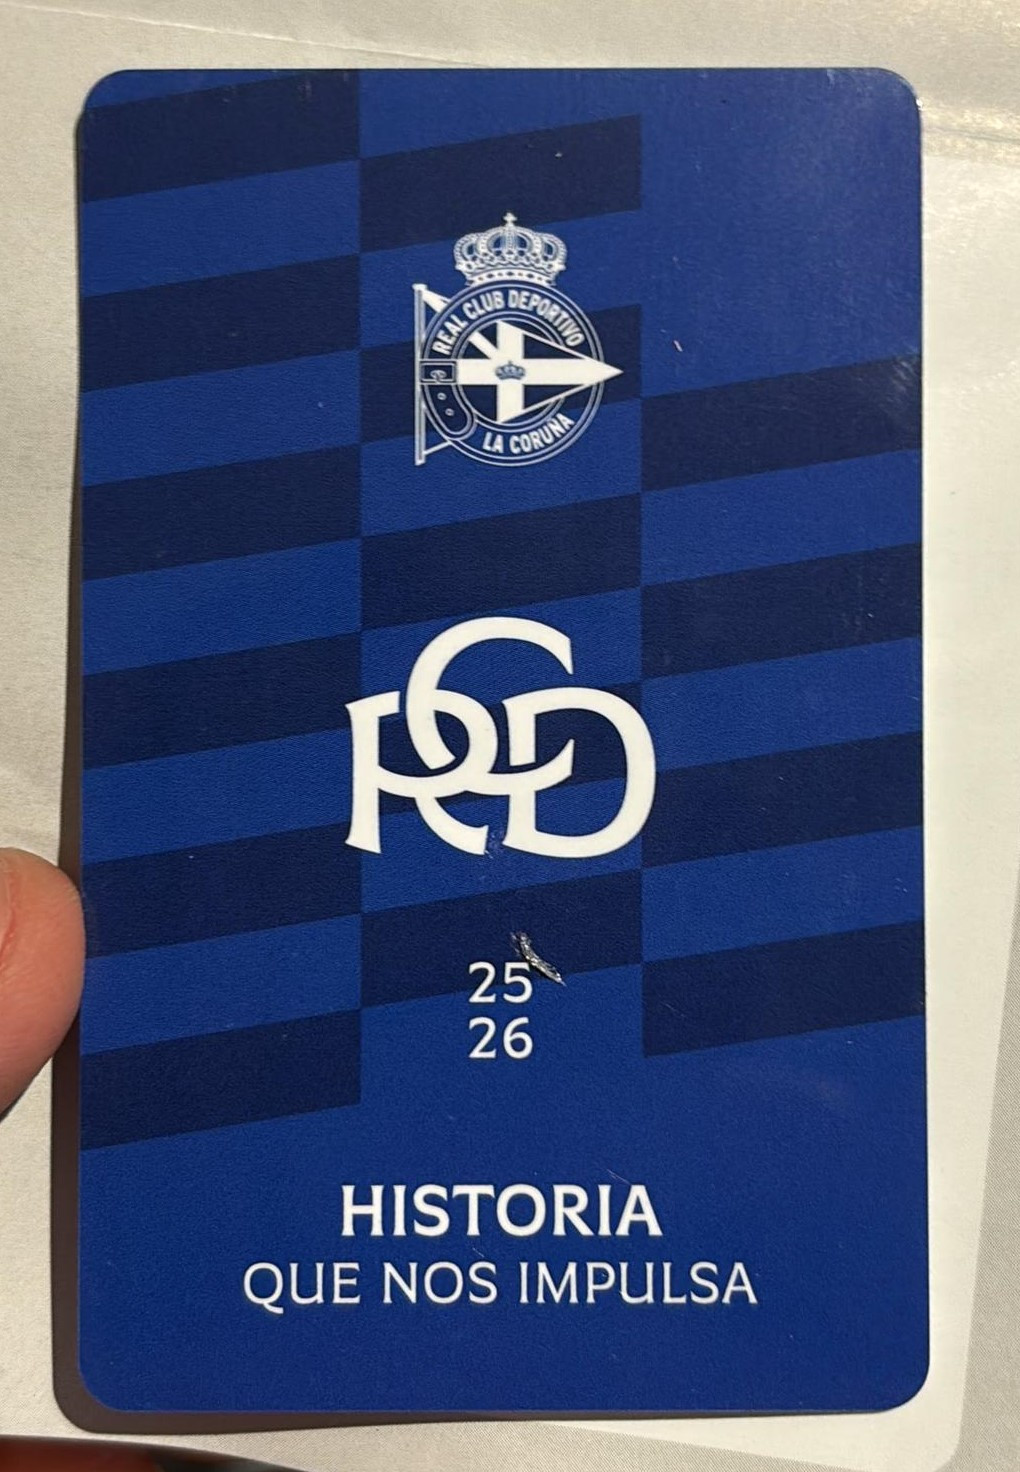 REAL CLUB DEPORTIVO
LA CORUÑA
RCD
25
26
HISTORIA
QUE NOS IMPULSA